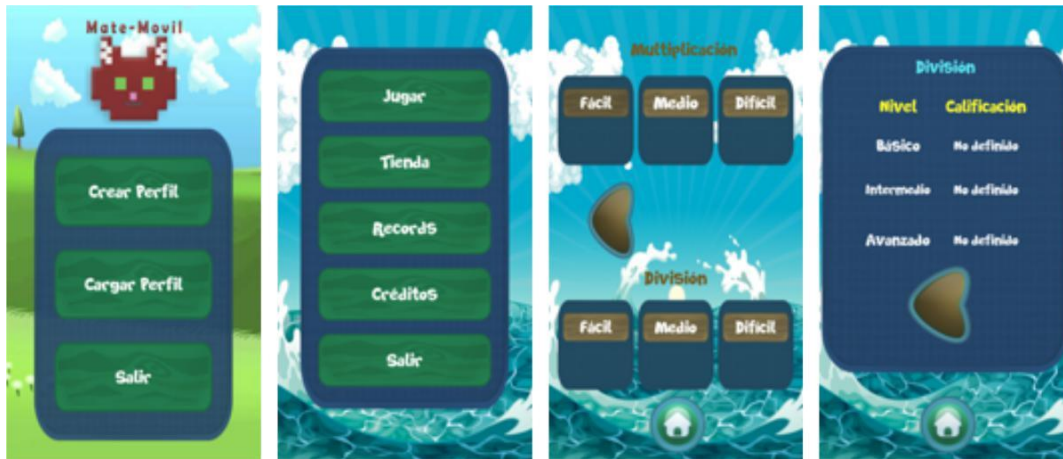 Mate-Movil
Crear Perfil
Cargar Perfil
Salir
Jugar
Tienda
Records
Créditos
Salir
Multiplicación
Fácil Medio Difícil
División
Fácil Medio Difícil
División
Nivel Calificación
Básico No definido
Intermedio No definido
Avanzado No definido